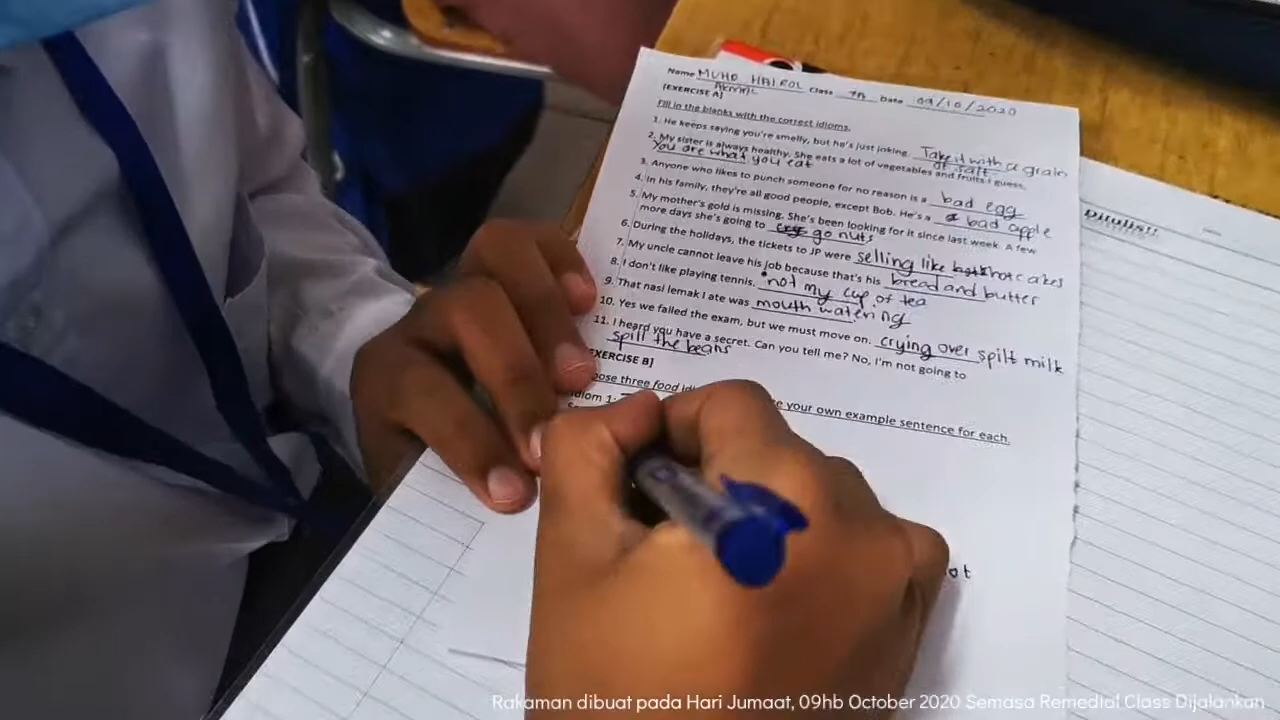 Name MUHD HAIROL Class Date 09/10/2020
[EXERCISE A]
Fill in the blanks with the correct idioms.
1. He keeps saying you're smelly, but he's just joking. Take it with a grain of salt.
2. My sister is always healthy. She eats a lot of vegetables and fruits I guess.
You are what you eat
3. Anyone who likes to punch someone for no reason is a bad egg
4. In his family, they're all good people, except Bob. He's a bad apple
5. My mother's gold is missing. She's been looking for it since last week. A few
more days she's going to go nuts
6. During the holidays, the tickets to JP were selling like hot cakes
7. My uncle cannot leave his job because that's his bread and butter
8. I don't like playing tennis. not my cup of tea
9. That nasi lemak I ate was mouth watering
10. Yes we failed the exam, but we must move on. crying over spilt milk
11. I heard you have a secret. Can you tell me? No, I'm not going to
spill the beans
EXERCISE B]
ose three food your own example sentence for each.
Idiom 1:
ot
Rakaman dibuat pada Hari Jumaat, 09hb October 2020 Semasa Remedial Class Dijalankan